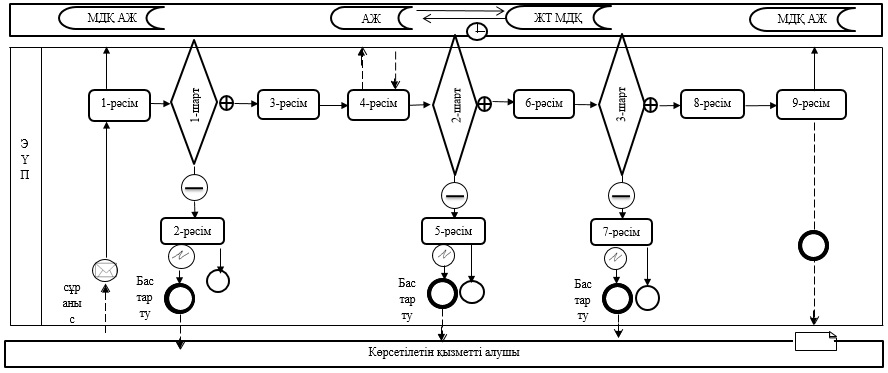 МДҚ АЖ
АЖ
ЖТ МДҚ
МДҚ АЖ
Э
Ү
П
1-рәсім
1-шарт
3-рәсім
4-рәсім
2-шарт
6-рәсім
3-шарт
8-рәсім
9-рәсім
2-рәсім
5-рәсім
7-рәсім
сұр
аны
с
Бас
тар
ту
Бас
тар
ту
Бас
тар
ту
Көрсетілетін қызметті алушы